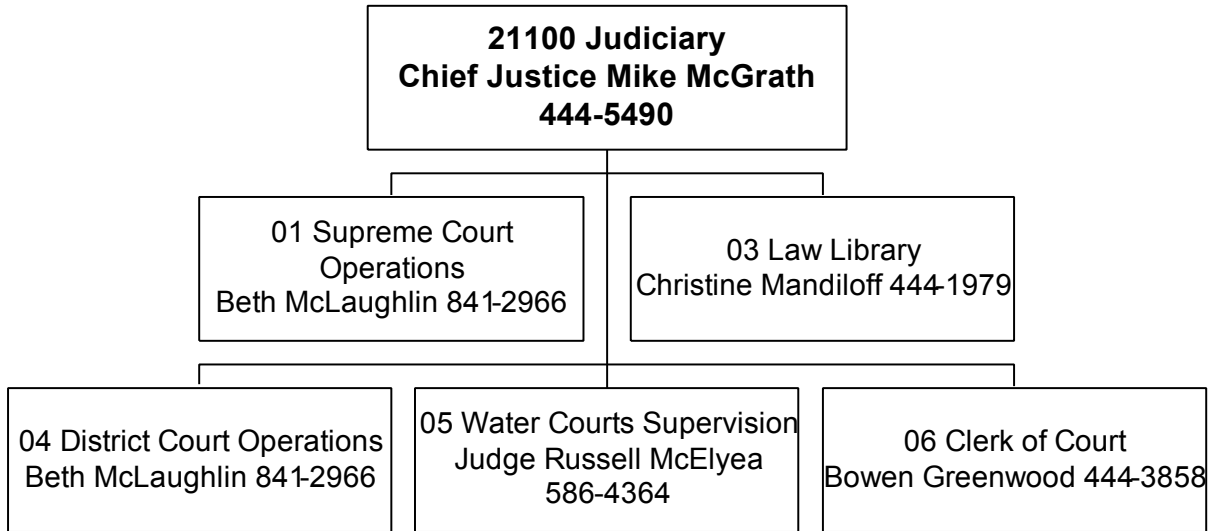 21100 Judiciary
Chief Justice Mike McGrath
444-5490
01 Supreme Court
Operations
Beth McLaughlin 841-2966
03 Law Library
Christine Mandiloff 444-1979
04 District Court Operations
Beth McLaughlin 841-2966
05 Water Courts Supervision
Judge Russell McElyea
586-4364
06 Clerk of Court
Bowen Greenwood 444-3858